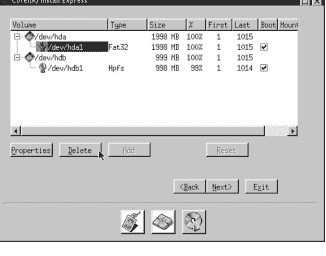 Corel(R) Install Express
Volume Type Size % First Last Boot Mount
/dev/hda 1998 MB 100% 1 1015
/dev/hda1 Fat32 1998 MB 100% 1 1015
/dev/hdb 999 MB 100% 1 1015
/dev/hdb1 Hpfs 998 MB 99% 1 1014
Properties Delete Add Reset
<Back Next> Exit